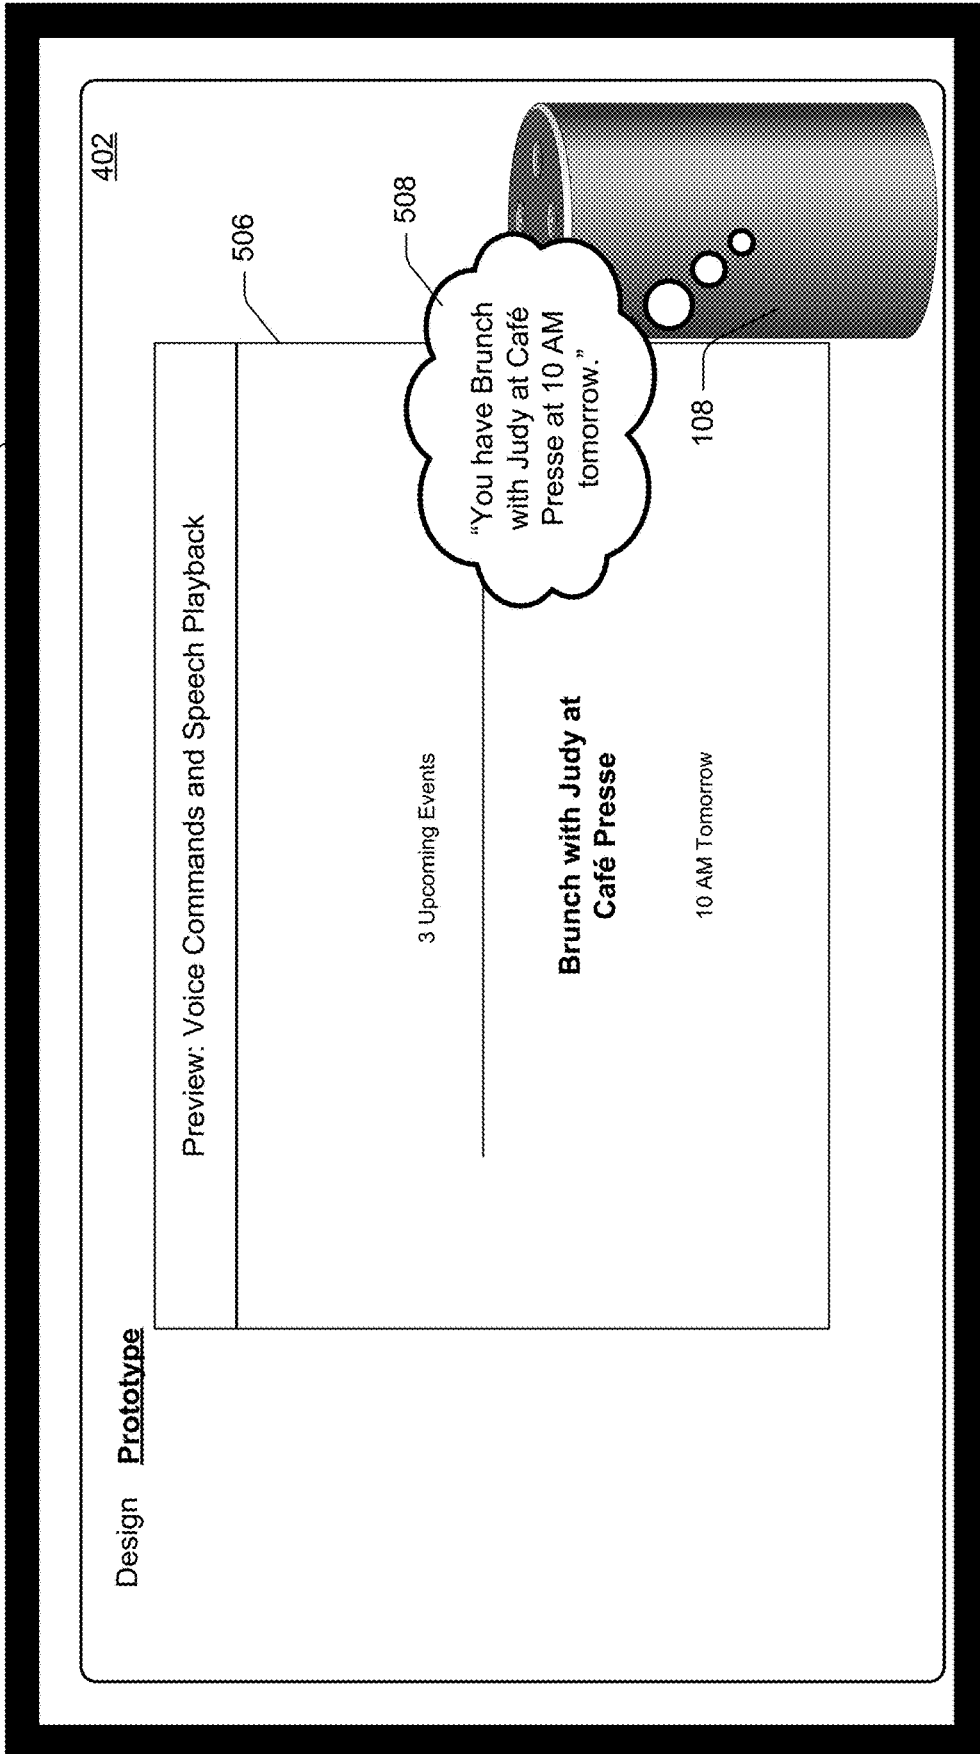 Design Prototype
402
Preview: Voice Commands and Speech Playback
506
3 Upcoming Events
508
“You have Brunch
with Judy at Café
Presse at 10 AM
tomorrow.”
Brunch with Judy at
Café Presse
10 AM Tomorrow
108